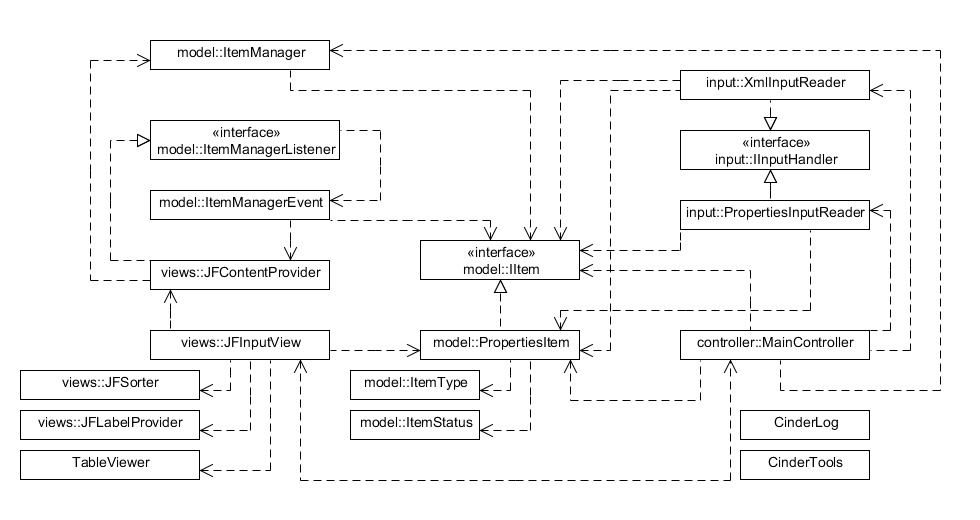 model::ItemManager
input::XmlInputReader
«interface»
model::ItemManagerListener
«interface»
input::IInputHandler
model::ItemManagerEvent
input::PropertiesInputReader
«interface»
model::IItem
views::JFContentProvider
views::JFInputView
model::PropertiesItem
controller::MainController
views::JFSorter
model::ItemType
views::JFLabelProvider
model::ItemStatus
CinderLog
TableViewer
CinderTools